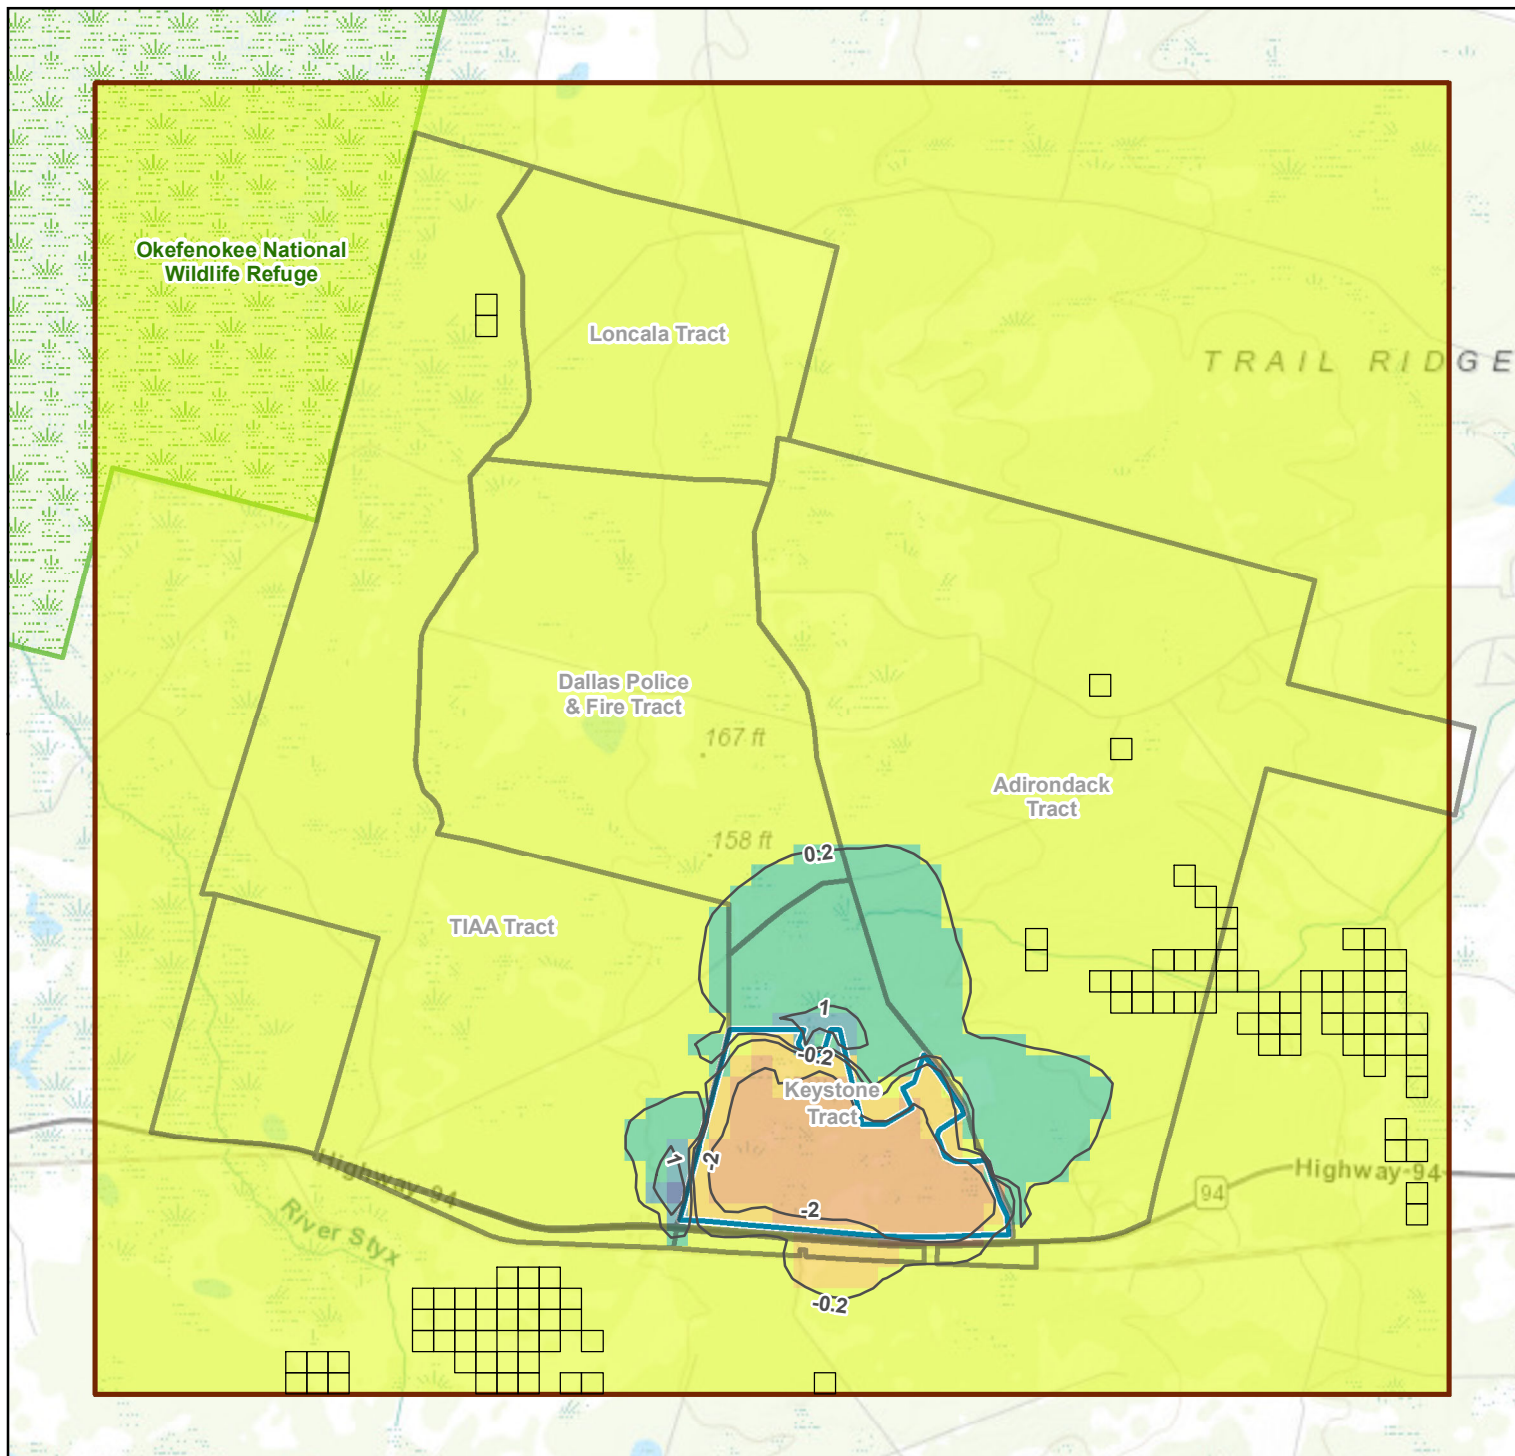 Okefenokee National
Wildlife Refuge
Loncala Tract
TRAIL RIDGE
Dallas Police
& Fire Tract
167 ft
Adirondack
Tract
158 ft
0.2
TIAA Tract
1
-0.2
Keystone
Tract
1
-2
-2
Highway 94
94
Highway 94
River Styx
-0.2